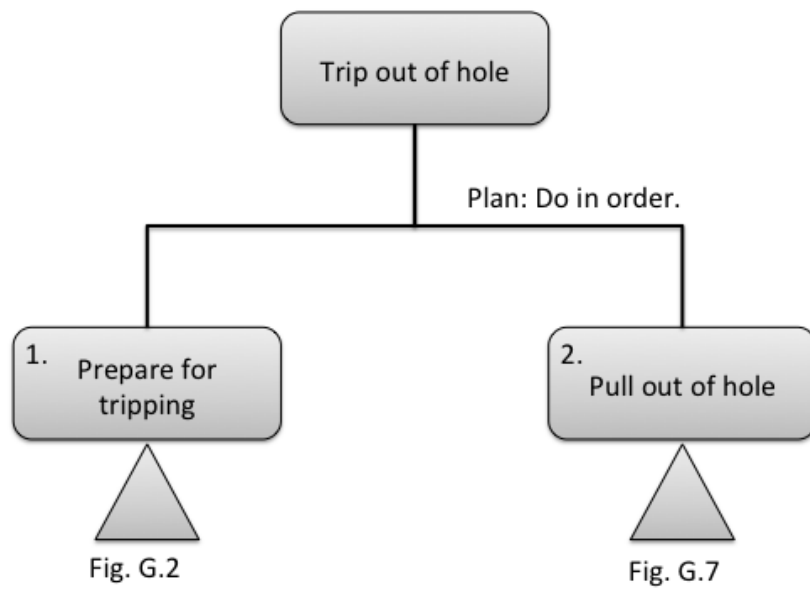 Trip out of hole
Plan: Do in order.
1.
Prepare for
tripping
2.
Pull out of hole
Fig. G.2
Fig. G.7